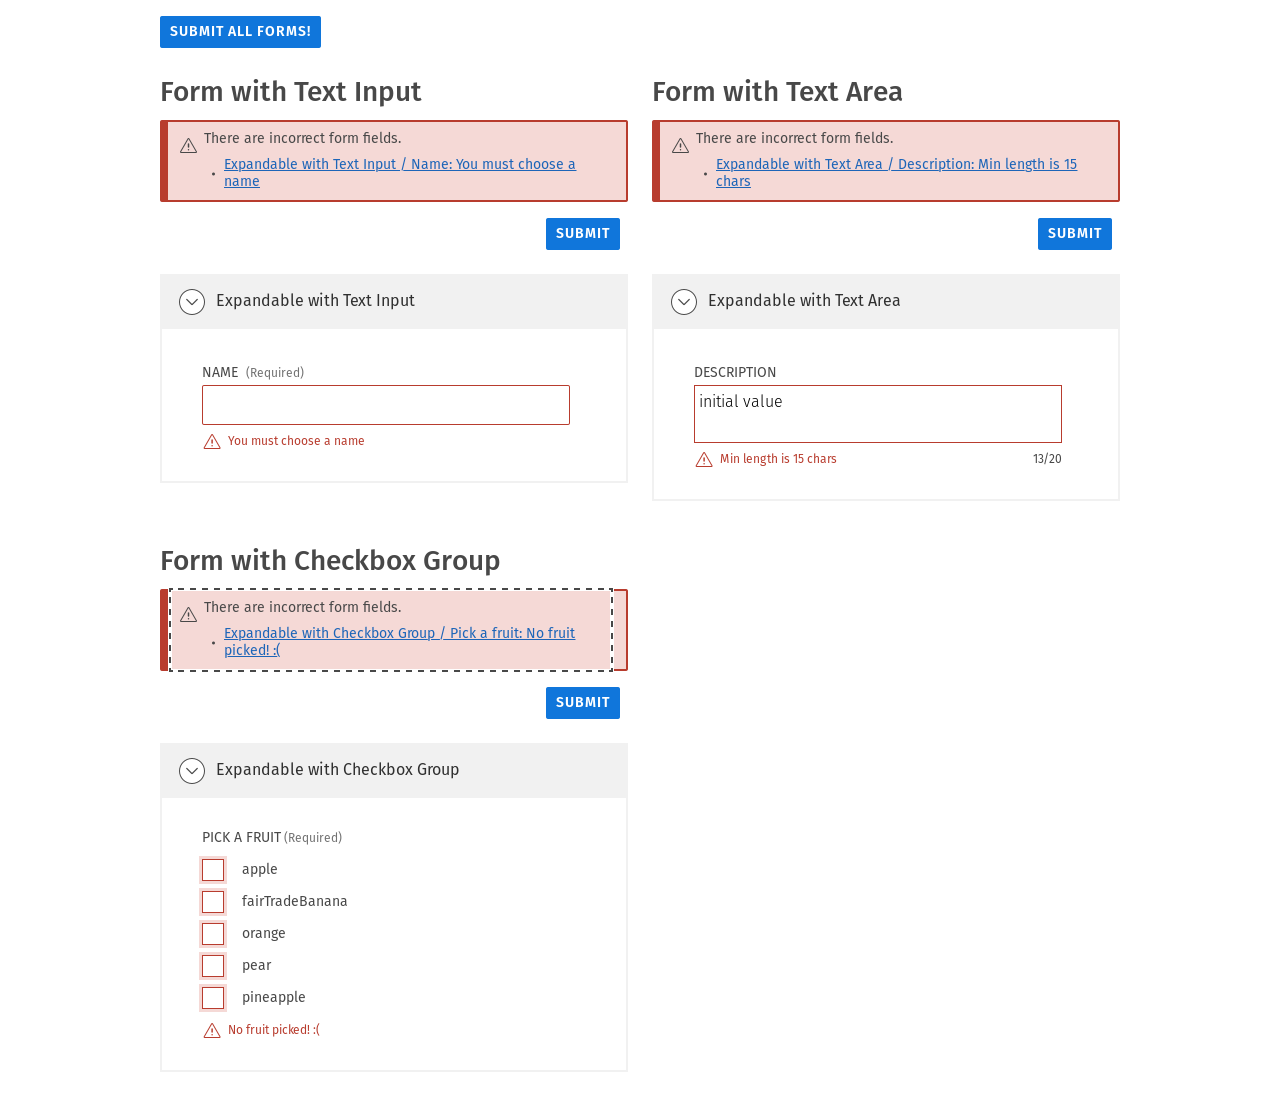 SUBMIT ALL FORMS!
Form with Text Input
There are incorrect form fields.
• Expandable with Text Input / Name: You must choose a
name
SUBMIT
Expandable with Text Input
NAME (Required)
You must choose a name
Form with Text Area
There are incorrect form fields.
• Expandable with Text Area / Description: Min length is 15
chars
SUBMIT
Expandable with Text Area
DESCRIPTION
initial value
Min length is 15 chars 13/20
Form with Checkbox Group
There are incorrect form fields.
• Expandable with Checkbox Group / Pick a fruit: No fruit
picked! :(
SUBMIT
Expandable with Checkbox Group
PICK A FRUIT (Required)
apple
fairTradeBanana
orange
pear
pineapple
No fruit picked! :(